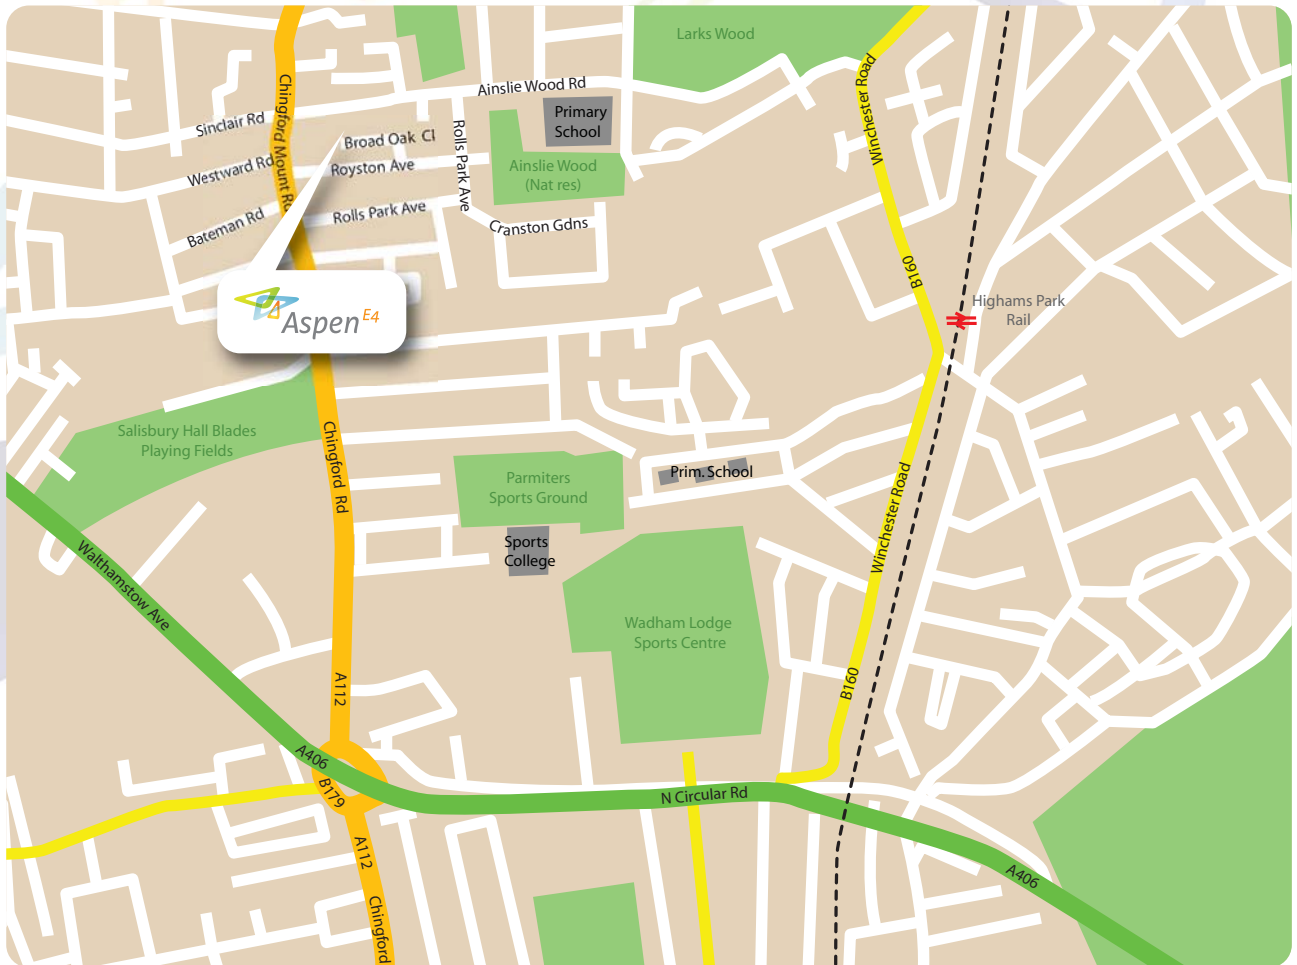 Larks Wood
Ainslie Wood Rd
Primary
School
Chingford Mount Rd
Sinclair Rd
Broad Oak Cl
Rolls Park Ave
Winchester Road
Westward Rd
Royston Ave
Ainslie Wood
(Nat res)
Bateman Rd
Rolls Park Ave
Cranston Gdns
B160
Aspen E4
Highams Park
Rail
Salisbury Hall Blades
Playing Fields
Chingford Rd
Parmiters
Sports Ground
Prim. School
Winchester Road
Sports
College
Walthamstow Ave
Wadham Lodge
Sports Centre
A112
B160
A406
B179
N Circular Rd
A112
A406
Chingford